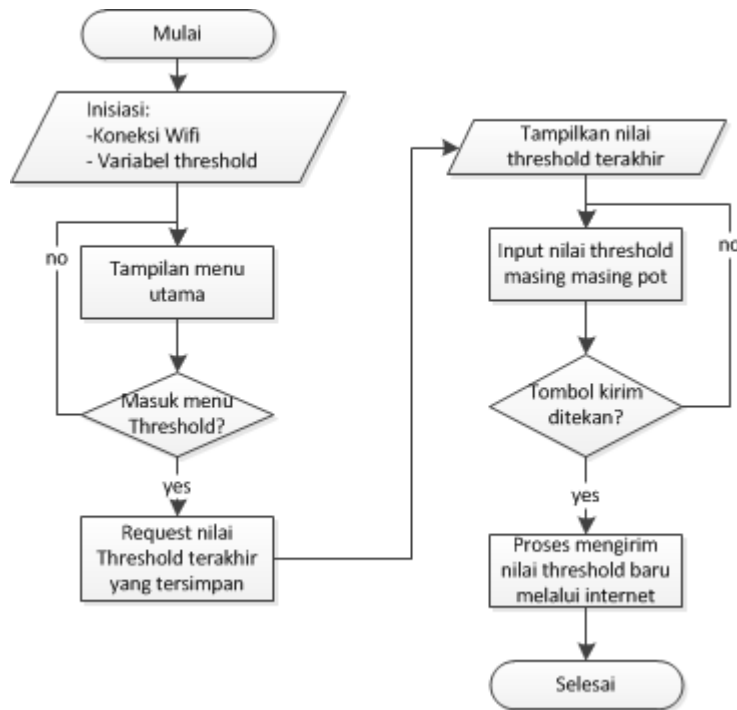 Mulai
Inisiasi:
-Koneksi Wifi
- Variabel threshold
no
Tampilan menu
utama
Masuk menu
Threshold?
yes
Request nilai
Threshold terakhir
yang tersimpan
Tampilkan nilai
threshold terakhir
no
Input nilai threshold
masing masing pot
Tombol kirim
ditekan?
yes
Proses mengirim
nilai threshold baru
melalui internet
Selesai